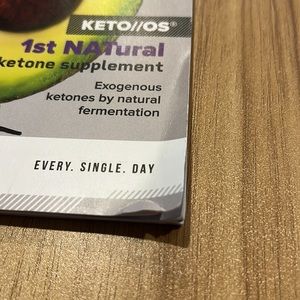 KETO//OS®
1st NATural
ketone supplement
Exogenous
ketones by natural
fermentation
EVERY. SINGLE. DAY